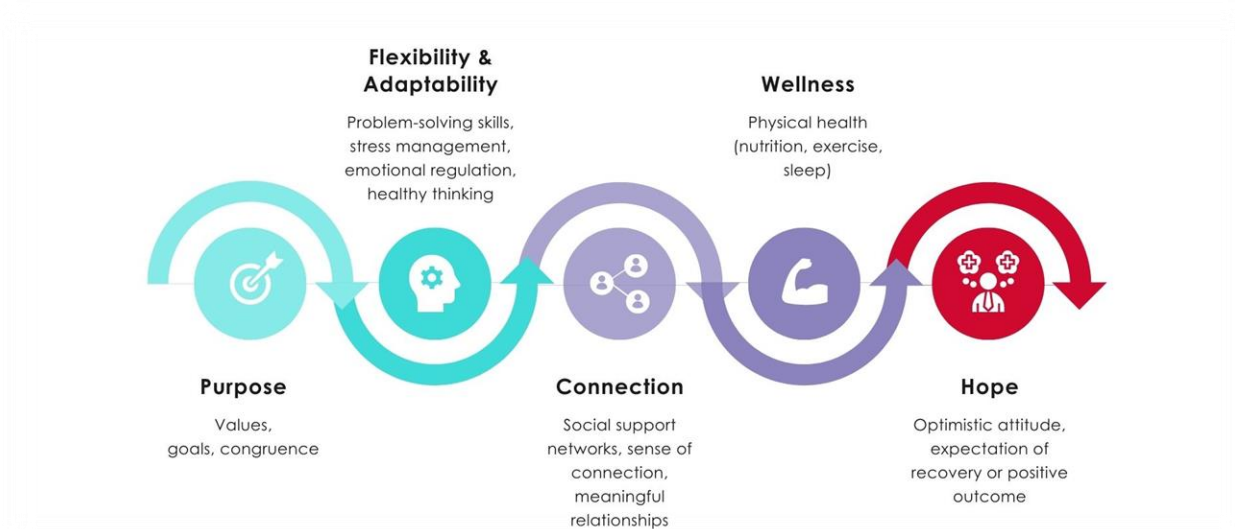 Flexibility &
Adaptability
Problem-solving skills,
stress management,
emotional regulation,
healthy thinking
Wellness
Physical health
(nutrition, exercise,
sleep)
Purpose
Values,
goals, congruence
Connection
Social support
networks, sense of
connection,
meaningful
relationships
Hope
Optimistic attitude,
expectation of
recovery or positive
outcome